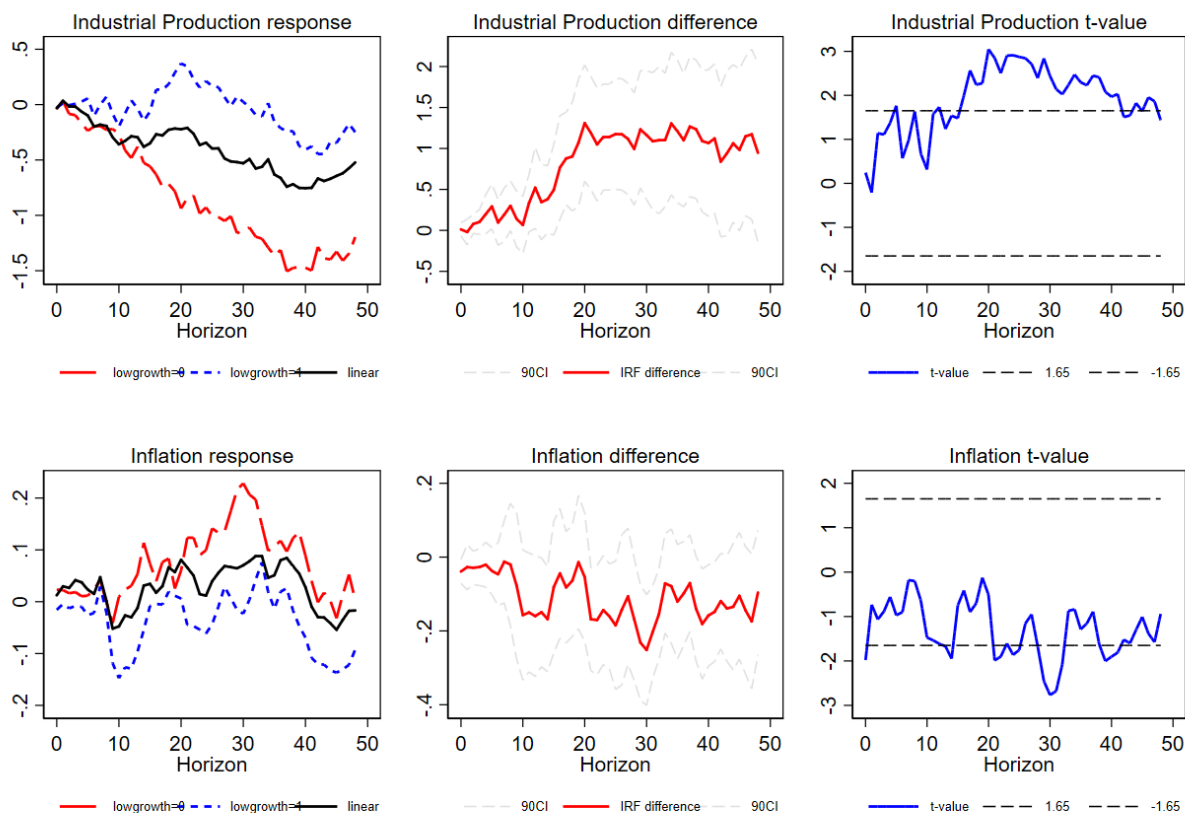 Industrial Production response
Industrial Production difference
Industrial Production t-value
.5
0
-.5
-1
-1.5
0 10 20 30 40 50
Horizon
lowgrowth=0 lowgrowth=1 linear
2
1.5
1
.5
0
-.5
0 10 20 30 40 50
Horizon
90CI IRF difference 90CI
3
2
1
0
-1
-2
0 10 20 30 40 50
Horizon
t-value 1.65 -1.65
Inflation response
Inflation difference
Inflation t-value
.2
.1
0
-.1
-.2
0 10 20 30 40 50
Horizon
lowgrowth=0 lowgrowth=1 linear
.2
0
-.2
-.4
0 10 20 30 40 50
Horizon
90CI IRF difference 90CI
2
1
0
-1
-2
-3
0 10 20 30 40 50
Horizon
t-value 1.65 -1.65